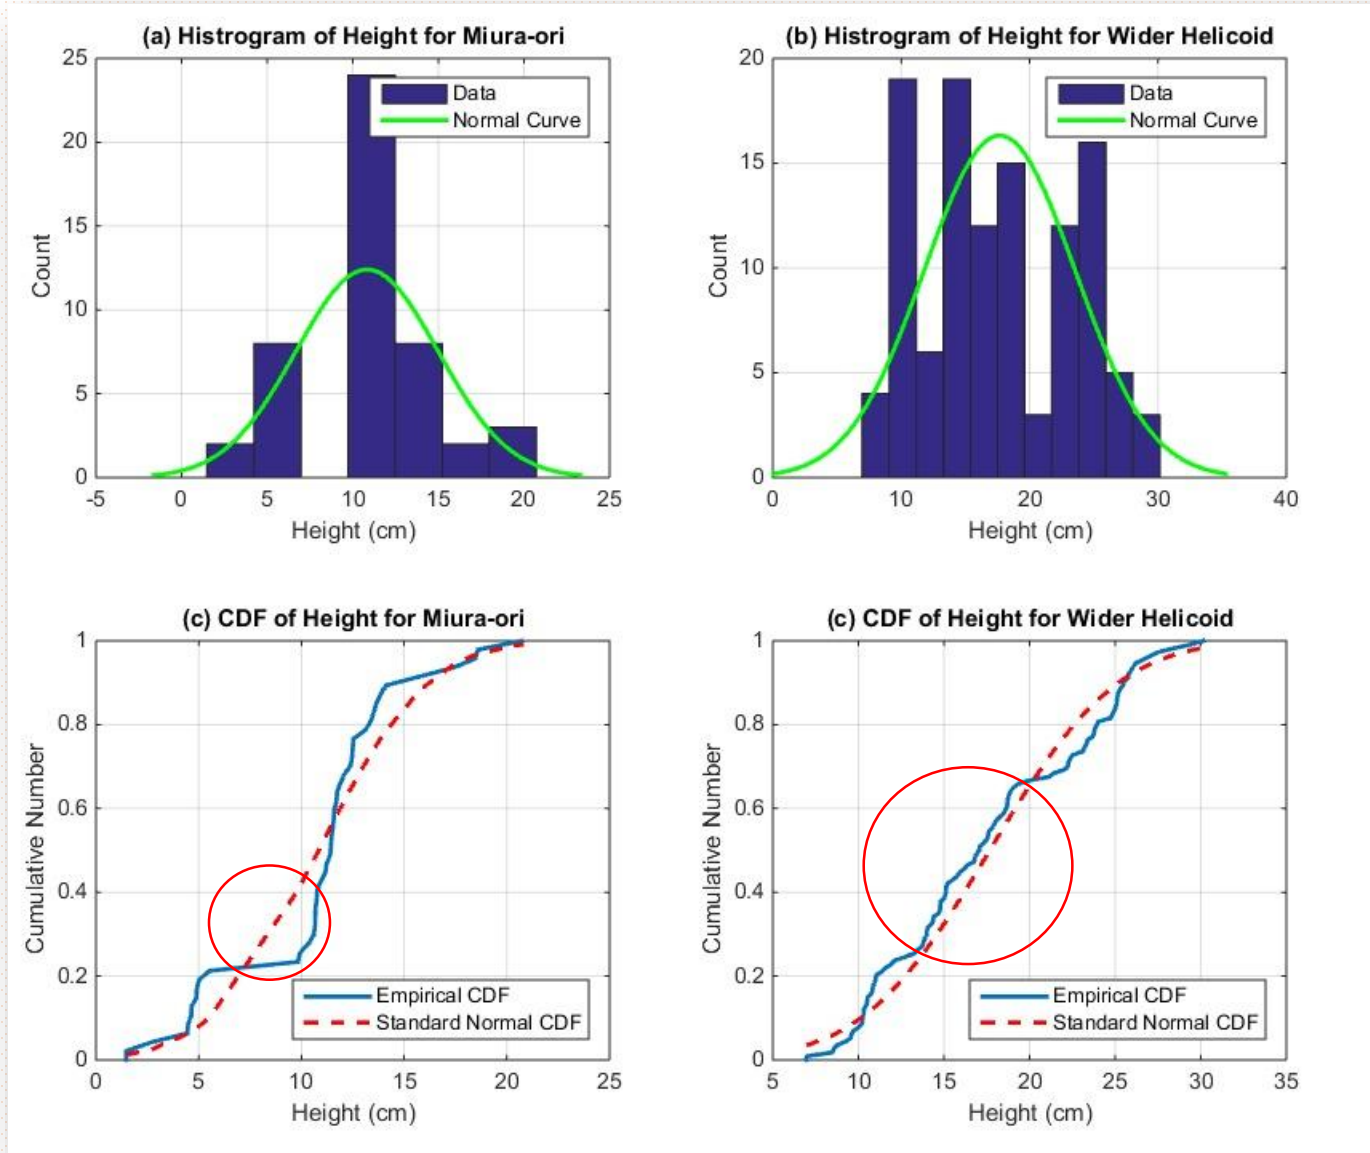 (a) Histrogram of Height for Miura-ori
25
20
15
10
5
0
Count
Data
Normal Curve
-5 0 5 10 15 20 25
Height (cm)
(b) Histrogram of Height for Wider Helicoid
20
15
10
5
0
Count
Data
Normal Curve
0 10 20 30 40
Height (cm)
(c) CDF of Height for Miura-ori
1
0.8
0.6
0.4
0.2
0
Cumulative Number
Empirical CDF
Standard Normal CDF
0 5 10 15 20 25
Height (cm)
(c) CDF of Height for Wider Helicoid
1
0.8
0.6
0.4
0.2
0
Cumulative Number
Empirical CDF
Standard Normal CDF
5 10 15 20 25 30 35
Height (cm)